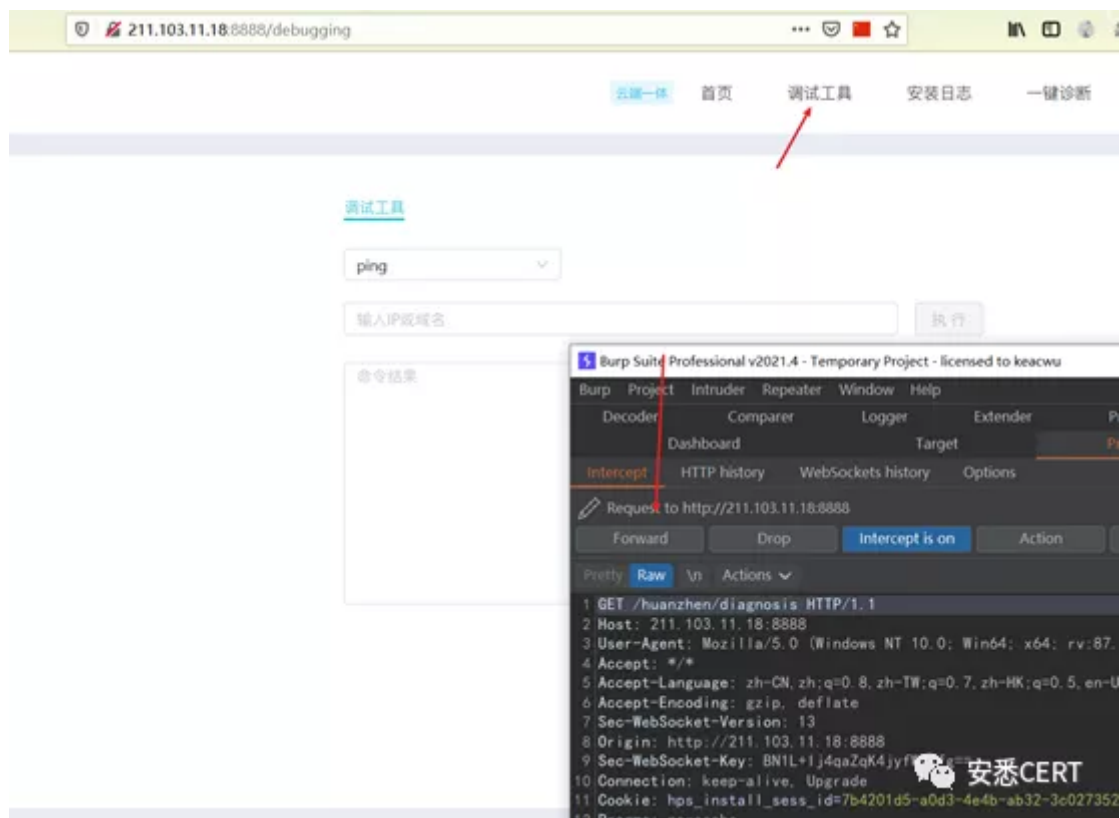 211.103.11.18:8888/debugging
云端一体 首页 调试工具 安装日志 一键诊断
调试工具
ping
输入IP或域名 执行
命令结果
Burp Suite Professional v2021.4 - Temporary Project - licensed to keacwu
Burp Project Intruder Repeater Window Help
Decoder Comparer Logger Extender
Dashboard Target
Intercept HTTP history WebSockets history Options
Request to http://211.103.11.18:8888
Forward Drop Intercept is on Action
Pretty Raw \n Actions
1 GET /huanzhen/diagnosis HTTP/1.1
2 Host: 211.103.11.18:8888
3 User-Agent: Mozilla/5.0 (Windows NT 10.0; Win64; x64; rv:87.
4 Accept: */*
5 Accept-Language: zh-CN,zh;q=0.8,zh-TW;q=0.7,zh-HK;q=0.5,en-U
6 Accept-Encoding: gzip, deflate
7 Sec-WebSocket-Version: 13
8 Origin: http://211.103.11.18:8888
9 Sec-WebSocket-Key:
10 Connection: keep-alive, Upgrade
11 Cookie: hps_install_sess_id=7b4201d5-a0d3-4e4b-ab32-3c027352
安悉CERT